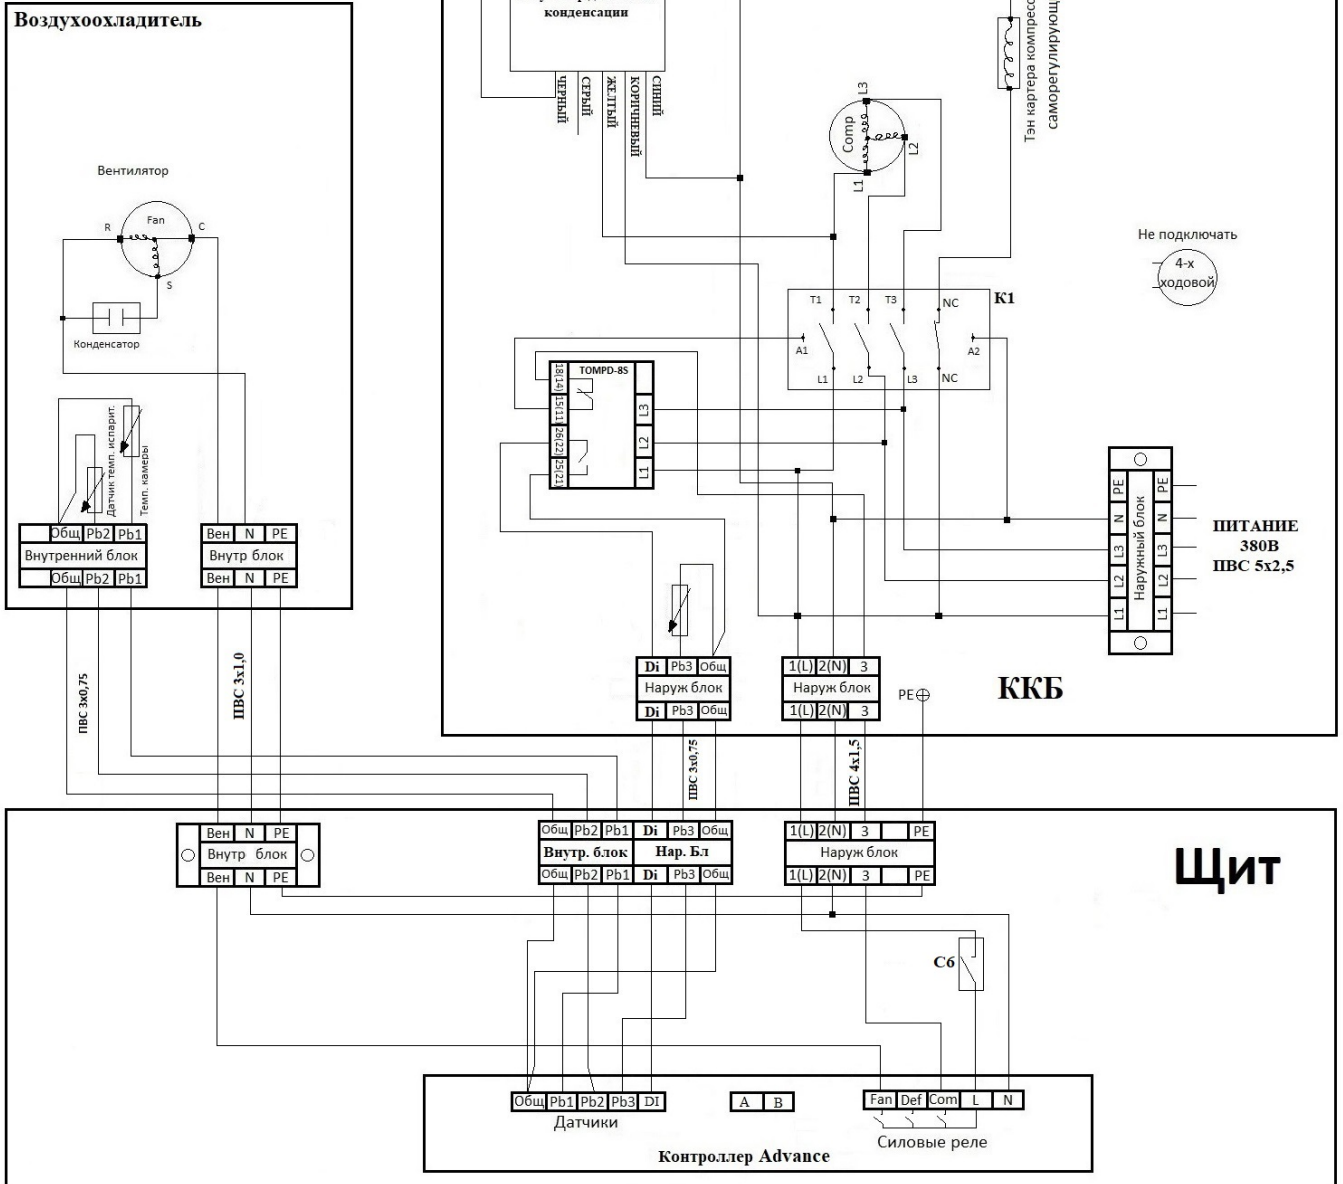 Воздухоохладитель
конденсации
ЧЕРНЫЙ
СЕРЫЙ
ЖЕЛТЫЙ
КОРИЧНЕВЫЙ
СИНИЙ
Comp
L3
L2
L1
саморегулирующ
Вентилятор
Fan
R
C
S
Конденсатор
Датчик темп. испарит.
Темп. камеры
Не подключать
4-х
ходовой
К1
T1
T2
T3
NC
A1
A2
L1
L2
L3
NC
TOMPD-8S
18(14)
15(11)
26(22)
25(21)
L3
L2
L1
Общ Pb2 Pb1
Внутренний блок
Общ Pb2 Pb1
Вен N PE
Внутр блок
Вен N PE
PE N L3 L2 L1
Наружный блок
PE N L3 L2 L1
ПИТАНИЕ
380В
ПВС 5х2,5
Di Pb3 Общ
Наруж блок
Di Pb3 Общ
1(L) 2(N) 3
Наруж блок
1(L) 2(N) 3
PE
ККБ
ПВС 3х0,75
ПВС 3х1,0
ПВС 3х0,75
ПВС 4х1,5
Щит
Вен N PE
Внутр блок
Вен N PE
Общ Pb2 Pb1 Di Pb3 Общ
Внутр. блок Нар. Бл
Общ Pb2 Pb1 Di Pb3 Общ
1(L) 2(N) 3 PE
Наруж блок
1(L) 2(N) 3 PE
С6
Общ Pb1 Pb2 Pb3 DI
Датчики
A B
Fan Def Com L N
Силовые реле
Контроллер Advance